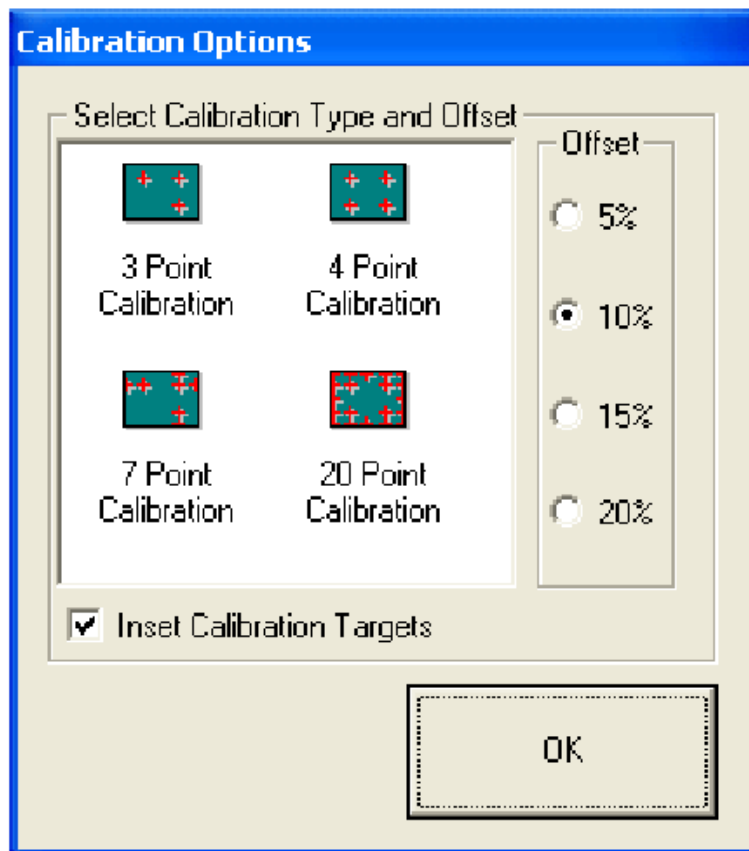 Calibration Options
Select Calibration Type and Offset
3 Point
Calibration
4 Point
Calibration
7 Point
Calibration
20 Point
Calibration
Offset
5%
10%
15%
20%
Inset Calibration Targets
OK